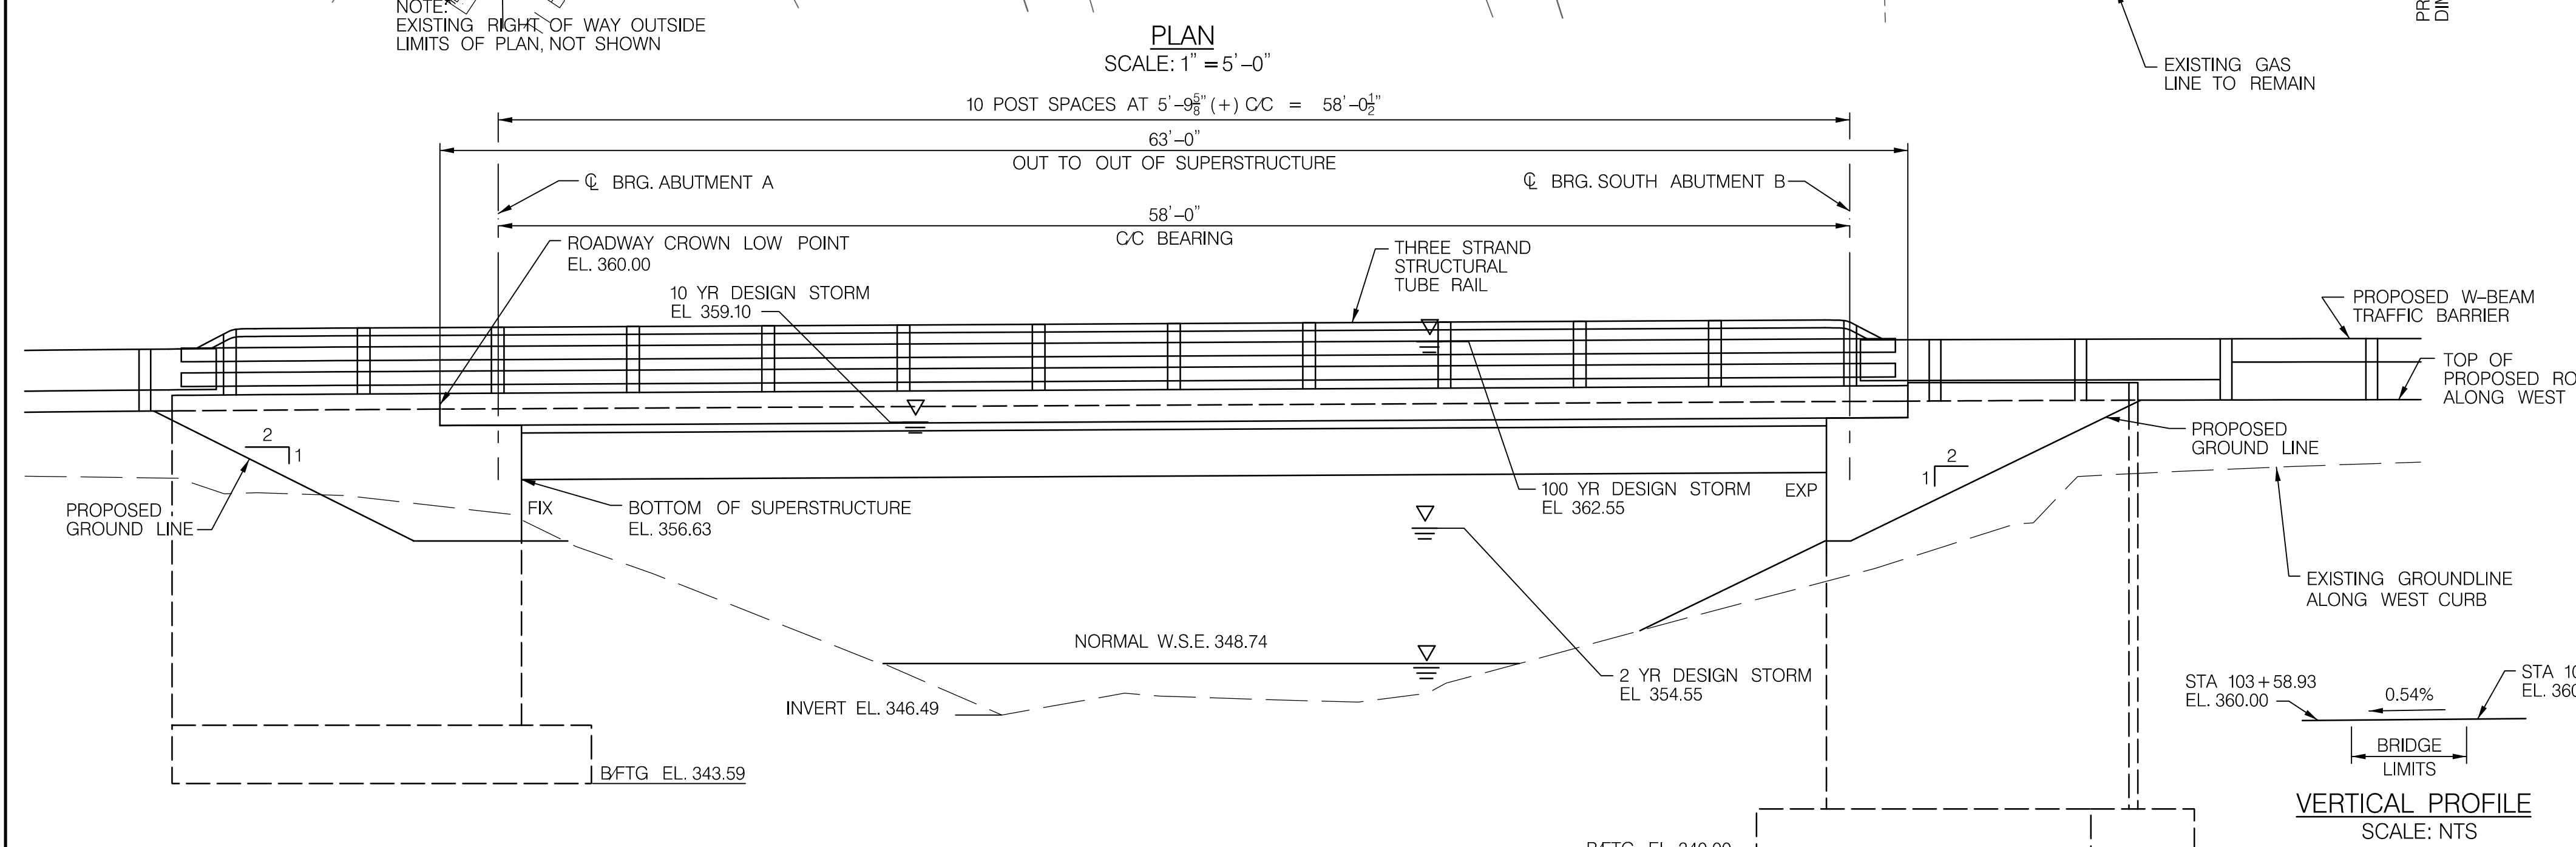 NOTE:
EXISTING RIGHT OF WAY OUTSIDE
LIMITS OF PLAN, NOT SHOWN
PLAN
SCALE: 1" = 5'-0"
EXISTING GAS
LINE TO REMAIN
10 POST SPACES AT 5'-9⅝" (+) C/C = 58'-0½"
63'-0"
OUT TO OUT OF SUPERSTRUCTURE
℄ BRG. ABUTMENT A
℄ BRG. SOUTH ABUTMENT B
58'-0"
C/C BEARING
ROADWAY CROWN LOW POINT
EL. 360.00
THREE STRAND
STRUCTURAL
TUBE RAIL
10 YR DESIGN STORM
EL 359.10
PROPOSED W-BEAM
TRAFFIC BARRIER
TOP OF
PROPOSED RO
ALONG WEST
2
1
2
1
PROPOSED
GROUND LINE
PROPOSED
GROUND LINE
FIX
BOTTOM OF SUPERSTRUCTURE
EL. 356.63
100 YR DESIGN STORM
EL 362.55
EXP
EXISTING GROUNDLINE
ALONG WEST CURB
NORMAL W.S.E. 348.74
INVERT EL. 346.49
2 YR DESIGN STORM
EL 354.55
B/FTG EL. 343.59
STA 103+58.93
EL. 360.00
0.54%
STA 10
EL. 360
BRIDGE
LIMITS
VERTICAL PROFILE
SCALE: NTS